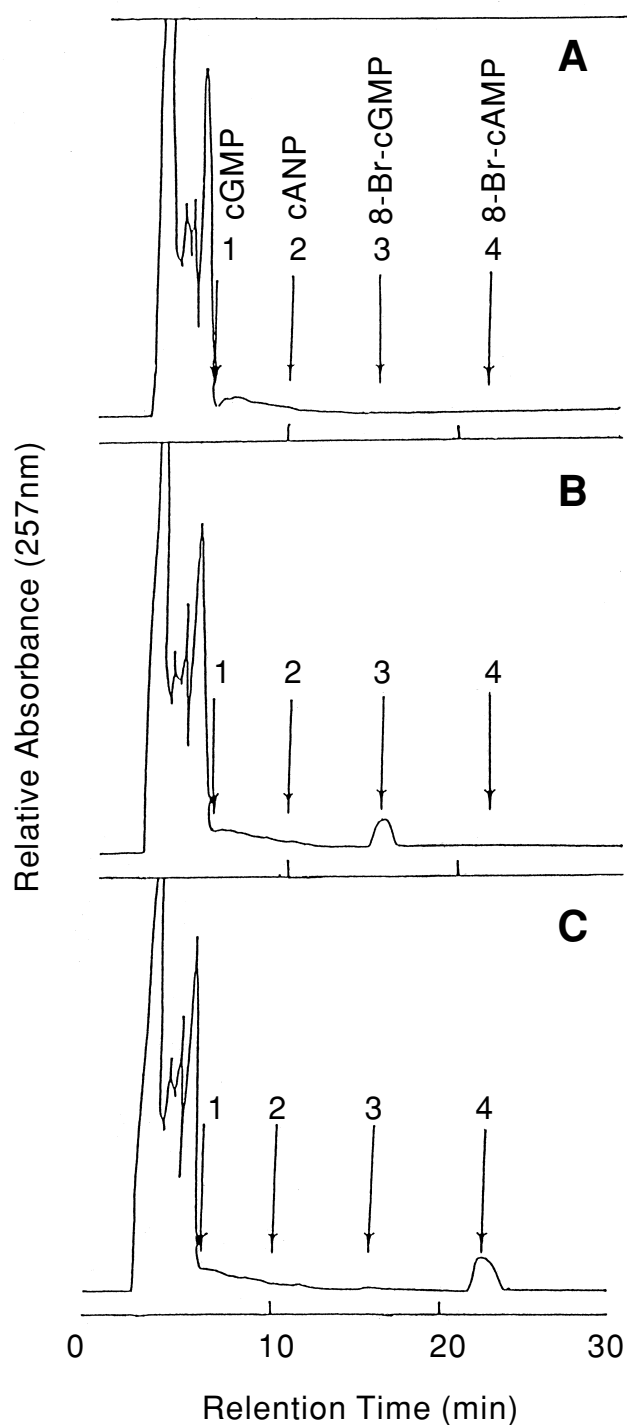 A
cGMP
cANP
8-Br-cGMP
8-Br-cAMP
1 2 3 4
B
1 2 3 4
C
1 2 3 4
Relative Absorbance (257nm)
0 10 20 30
Relention Time (min)